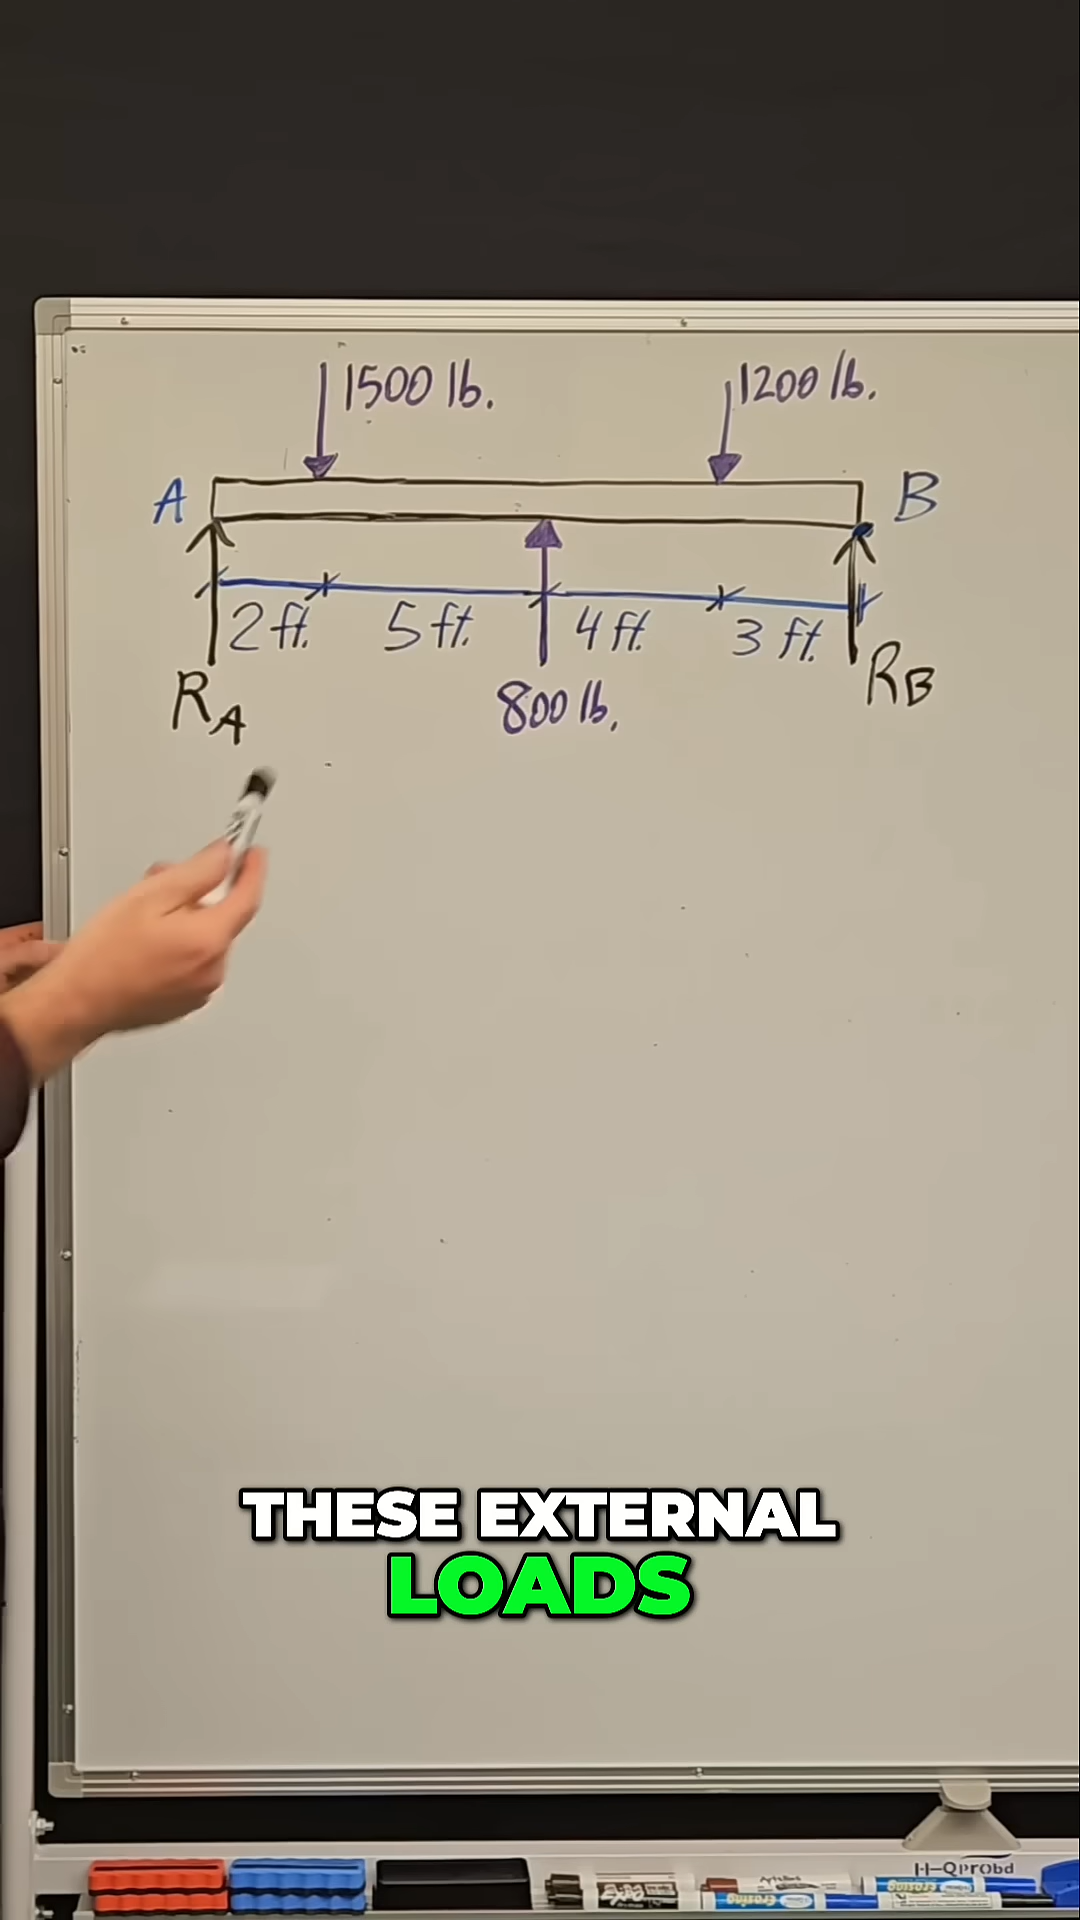 1500 lb.
1200 lb.
A
B
2 ft.
5 ft.
4 ft.
3 ft.
RA
800 lb.
RB
THESE EXTERNAL
LOADS
EXPO